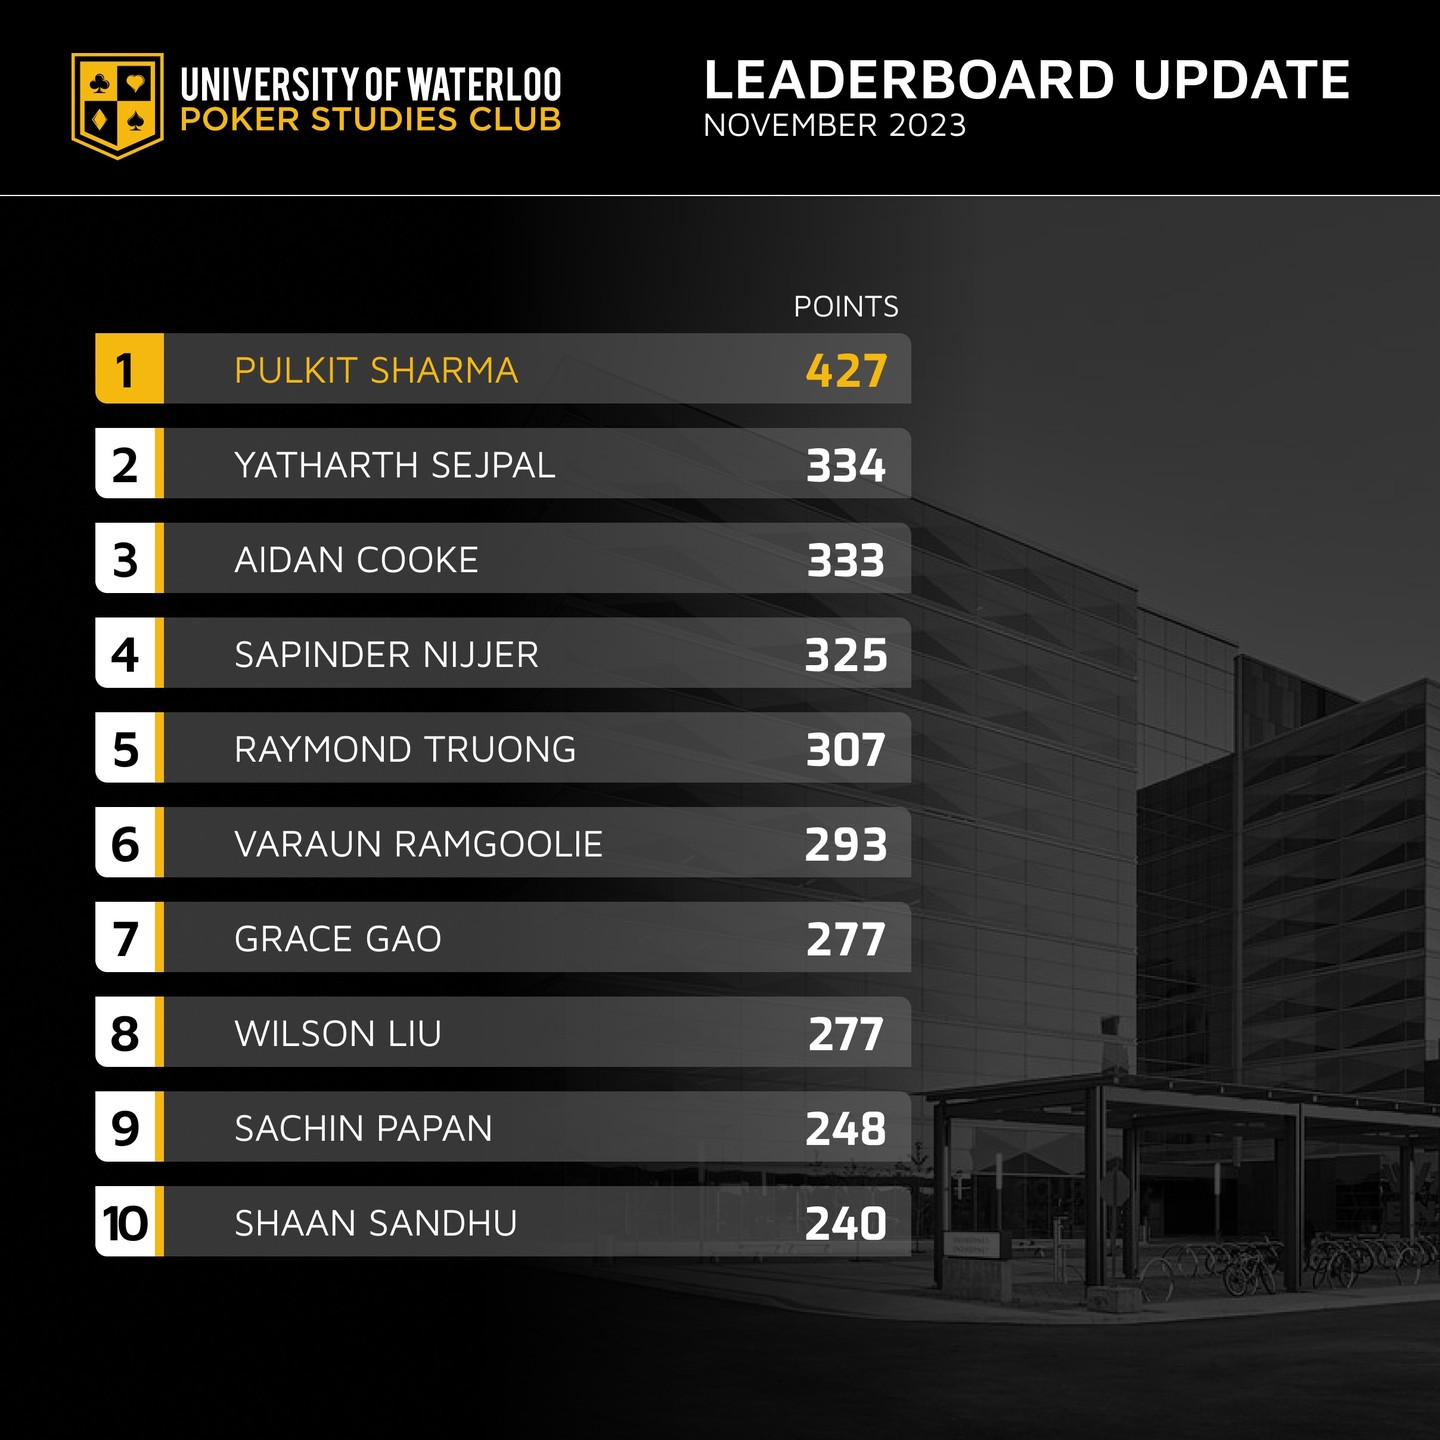 UNIVERSITY OF WATERLOO
POKER STUDIES CLUB
LEADERBOARD UPDATE
NOVEMBER 2023
POINTS
1 PULKIT SHARMA 427
2 YATHARTH SEJPAL 334
3 AIDAN COOKE 333
4 SAPINDER NIJJER 325
5 RAYMOND TRUONG 307
6 VARAUN RAMGOOLIE 293
7 GRACE GAO 277
8 WILSON LIU 277
9 SACHIN PAPAN 248
10 SHAAN SANDHU 240